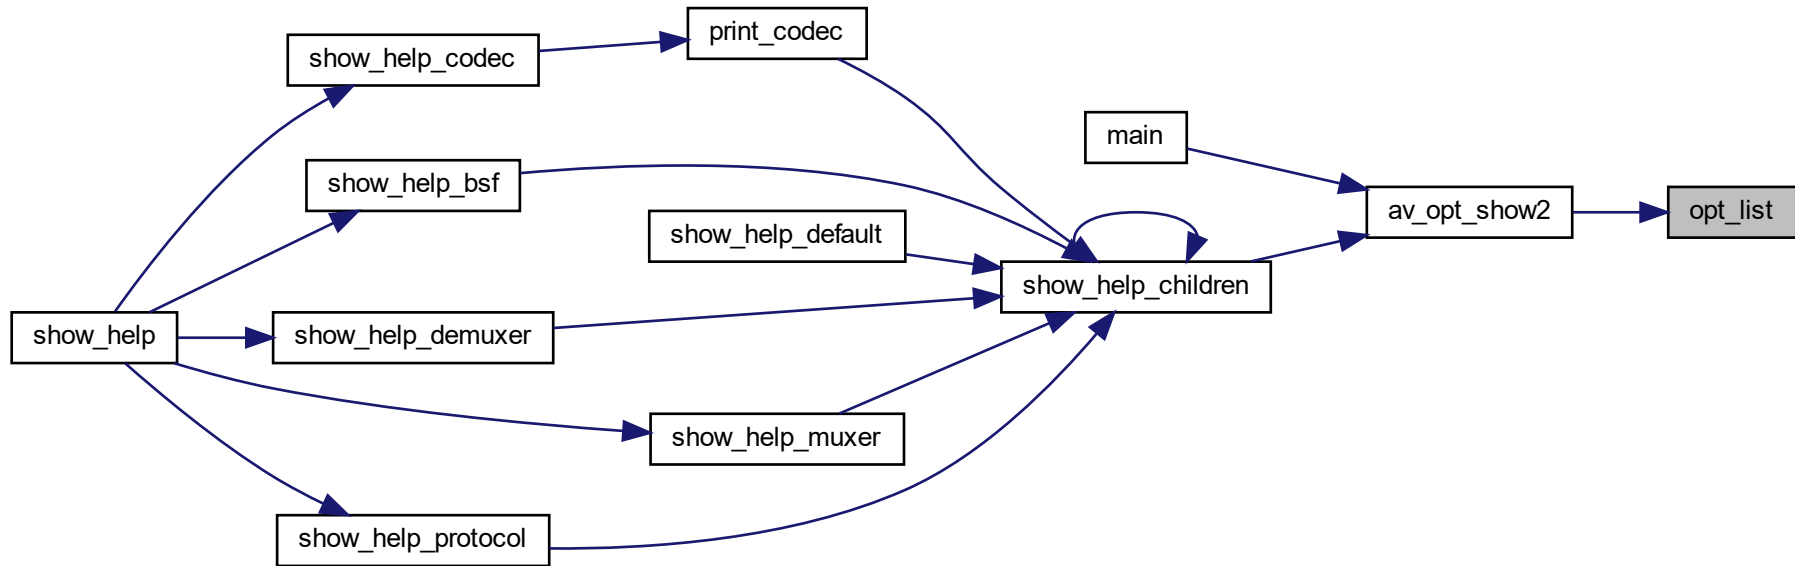 print_codec
show_help_codec
main
show_help_bsf
av_opt_show2
opt_list
show_help_default
show_help_children
show_help
show_help_demuxer
show_help_muxer
show_help_protocol